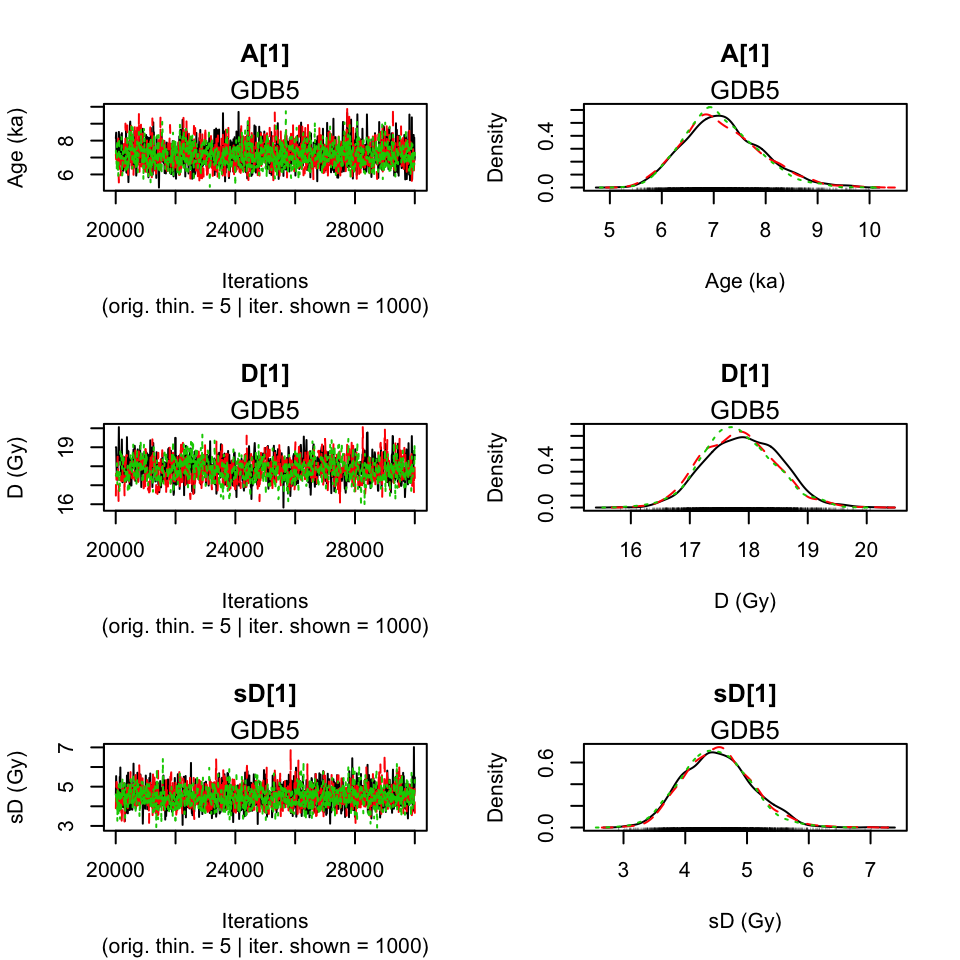 A[1]
GDB5
Age (ka)
8
6
20000 24000 28000
Iterations
(orig. thin. = 5 | iter. shown = 1000)
A[1]
GDB5
Density
0.4
0.0
5 6 7 8 9 10
Age (ka)
D[1]
GDB5
D (Gy)
19
16
20000 24000 28000
Iterations
(orig. thin. = 5 | iter. shown = 1000)
D[1]
GDB5
Density
0.4
0.0
16 17 18 19 20
D (Gy)
sD[1]
GDB5
sD (Gy)
7
5
3
20000 24000 28000
Iterations
(orig. thin. = 5 | iter. shown = 1000)
sD[1]
GDB5
Density
0.6
0.0
3 4 5 6 7
sD (Gy)